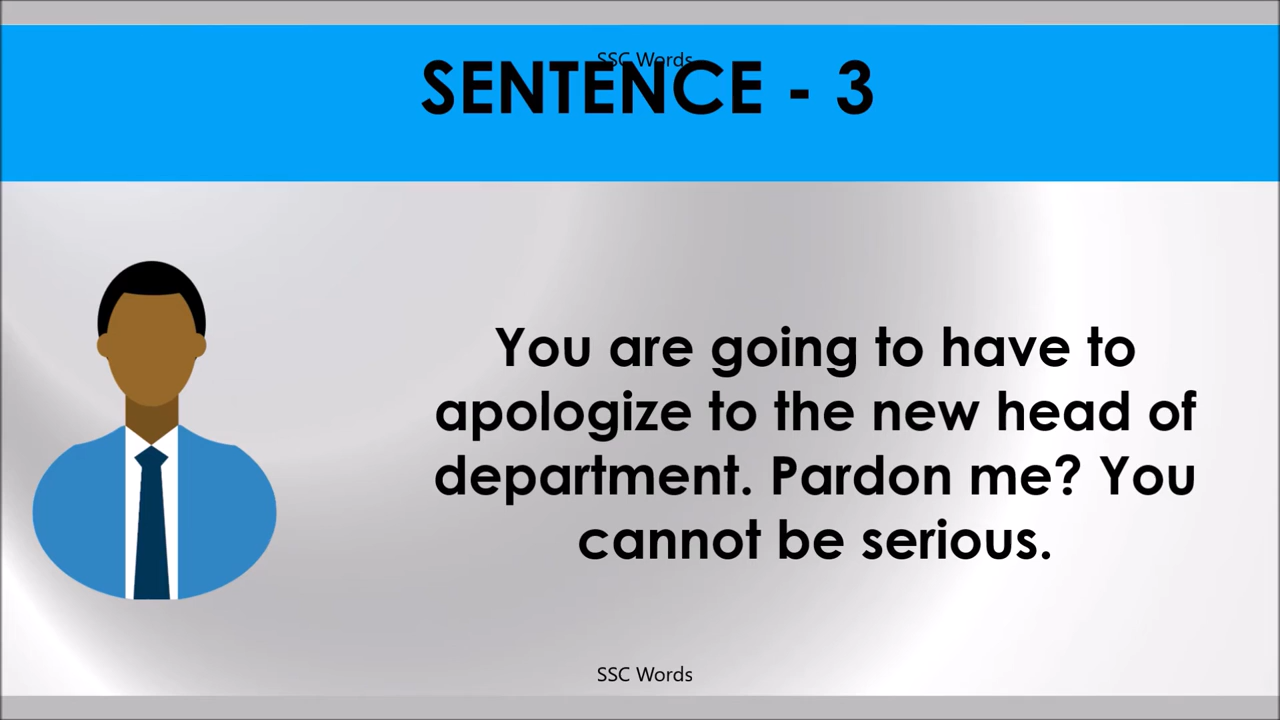 SSC Words
SENTENCE - 3
You are going to have to
apologize to the new head of
department. Pardon me? You
cannot be serious.
SSC Words